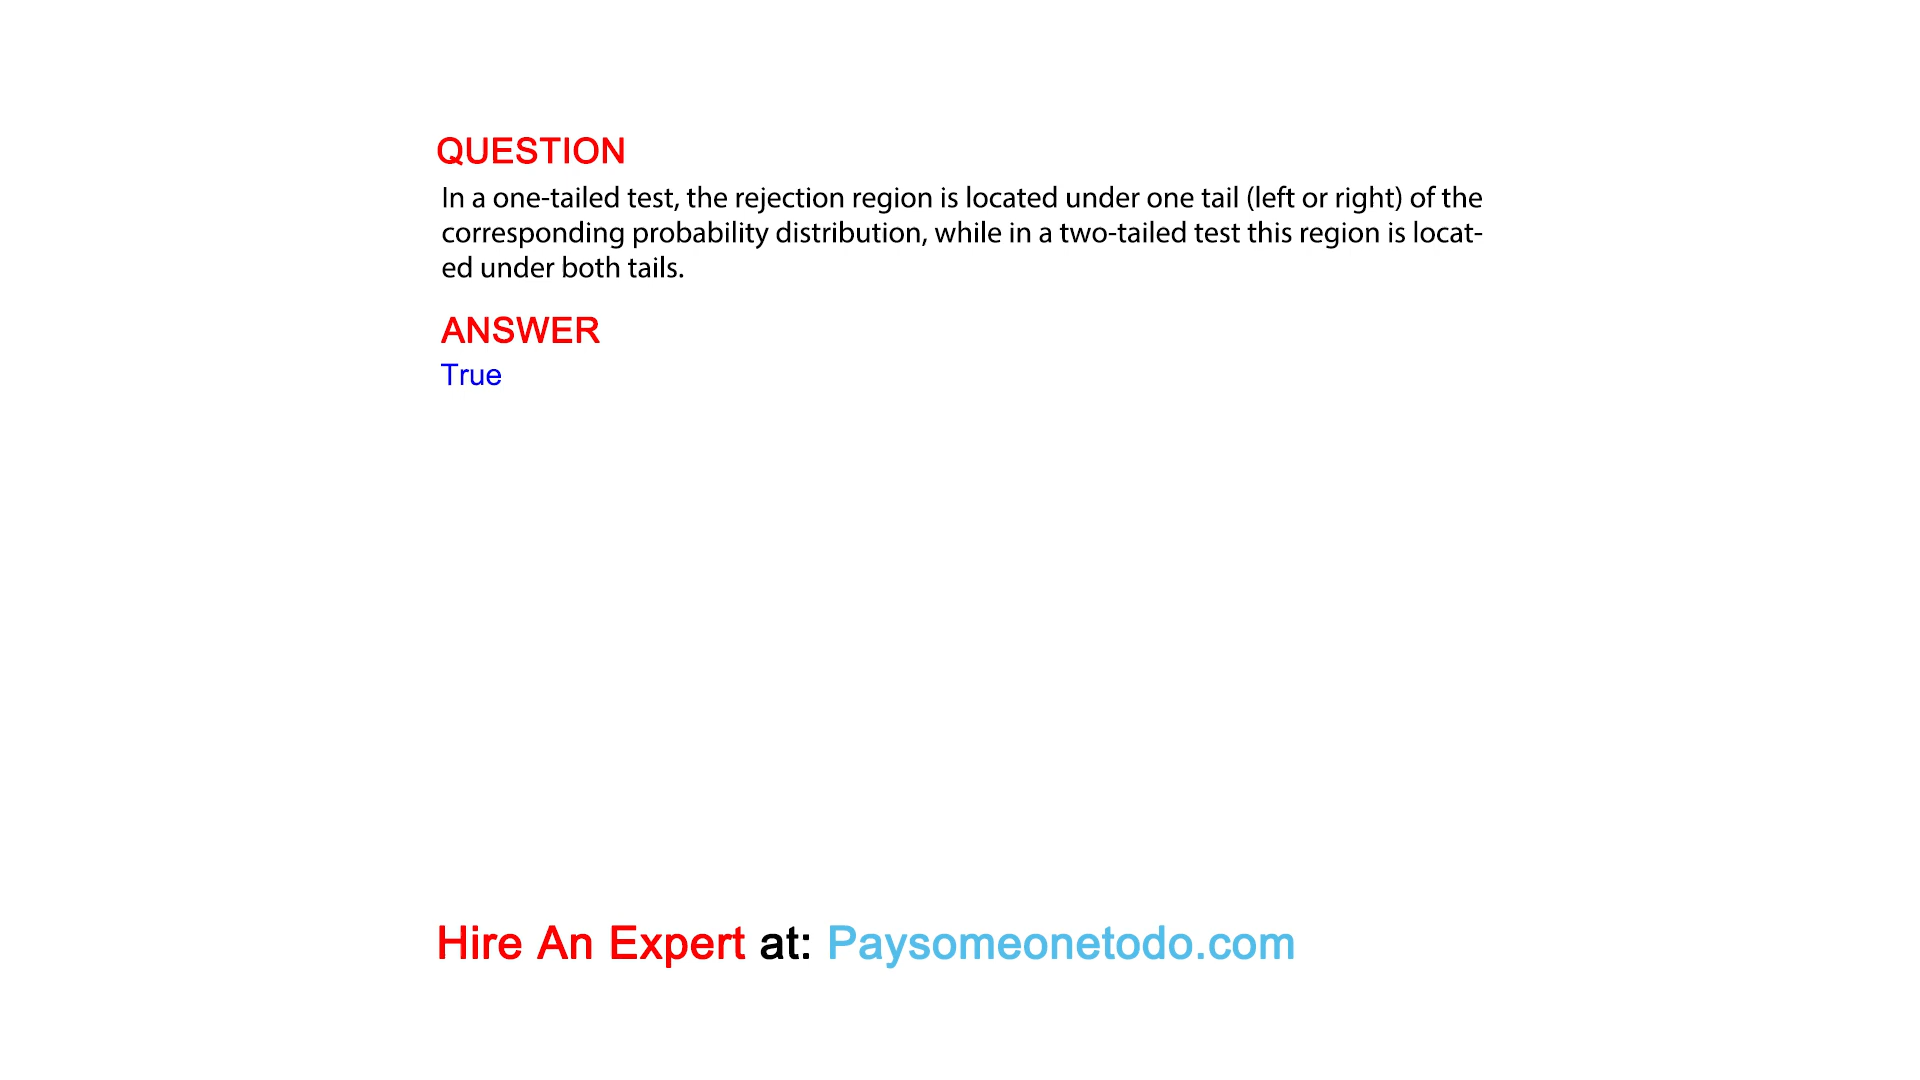 QUESTION
In a one-tailed test, the rejection region is located under one tail (left or right) of the
corresponding probability distribution, while in a two-tailed test this region is locat-
ed under both tails.
ANSWER
True
Hire An Expert at: Paysomeonetodo.com